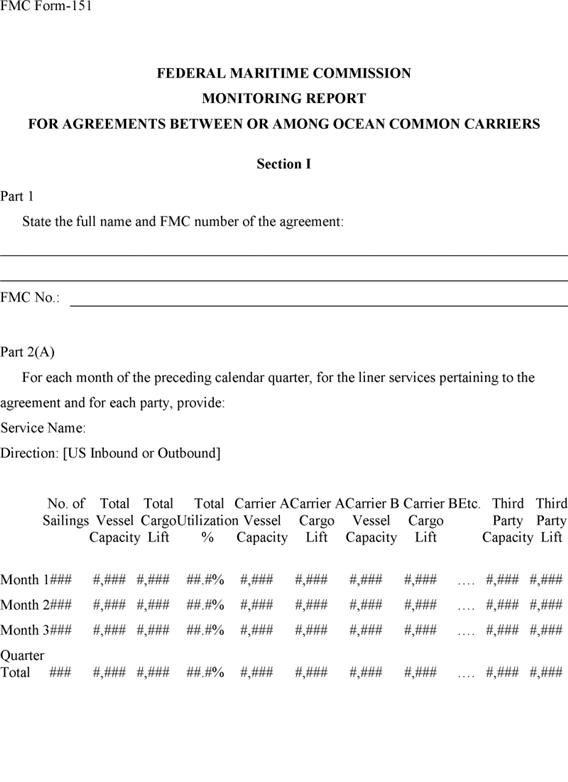 FMC Form-151
FEDERAL MARITIME COMMISSION
MONITORING REPORT
FOR AGREEMENTS BETWEEN OR AMONG OCEAN COMMON CARRIERS
Section I
Part 1
State the full name and FMC number of the agreement:
FMC No.:
Part 2(A)
For each month of the preceding calendar quarter, for the liner services pertaining to the
agreement and for each party, provide:
Service Name:
Direction: [US Inbound or Outbound]
No. of Total Total Total Carrier A Carrier A Carrier B Carrier B Etc. Third Third
Sailings Vessel Cargo Utilization Vessel Cargo Vessel Cargo Party Party
Capacity Lift % Capacity Lift Capacity Lift Capacity Lift
Month 1 ### #,### #,### ##.#% #,### #,### #,### #,### .... #,### #,###
Month 2 ### #,### #,### ##.#% #,### #,### #,### #,### .... #,### #,###
Month 3 ### #,### #,### ##.#% #,### #,### #,### #,### .... #,### #,###
Quarter
Total ### #,### #,### ##.#% #,### #,### #,### #,### .... #,### #,###